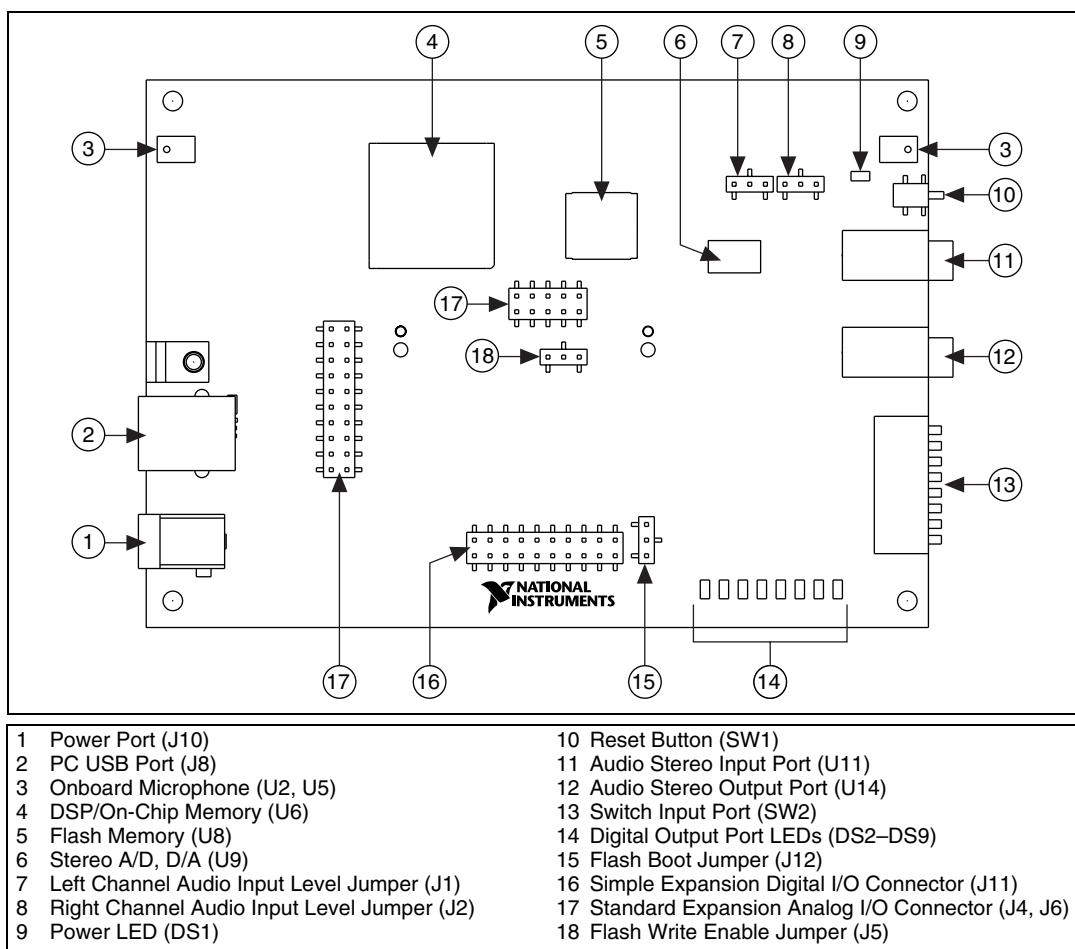 4 5 6 7 8 9
3 3
10
11
17
18 12
2
13
1
NATIONAL
INSTRUMENTS
17 16 15 14
1 Power Port (J10)
2 PC USB Port (J8)
3 Onboard Microphone (U2, U5)
4 DSP/On-Chip Memory (U6)
5 Flash Memory (U8)
6 Stereo A/D, D/A (U9)
7 Left Channel Audio Input Level Jumper (J1)
8 Right Channel Audio Input Level Jumper (J2)
9 Power LED (DS1)
10 Reset Button (SW1)
11 Audio Stereo Input Port (U11)
12 Audio Stereo Output Port (U14)
13 Switch Input Port (SW2)
14 Digital Output Port LEDs (DS2–DS9)
15 Flash Boot Jumper (J12)
16 Simple Expansion Digital I/O Connector (J11)
17 Standard Expansion Analog I/O Connector (J4, J6)
18 Flash Write Enable Jumper (J5)